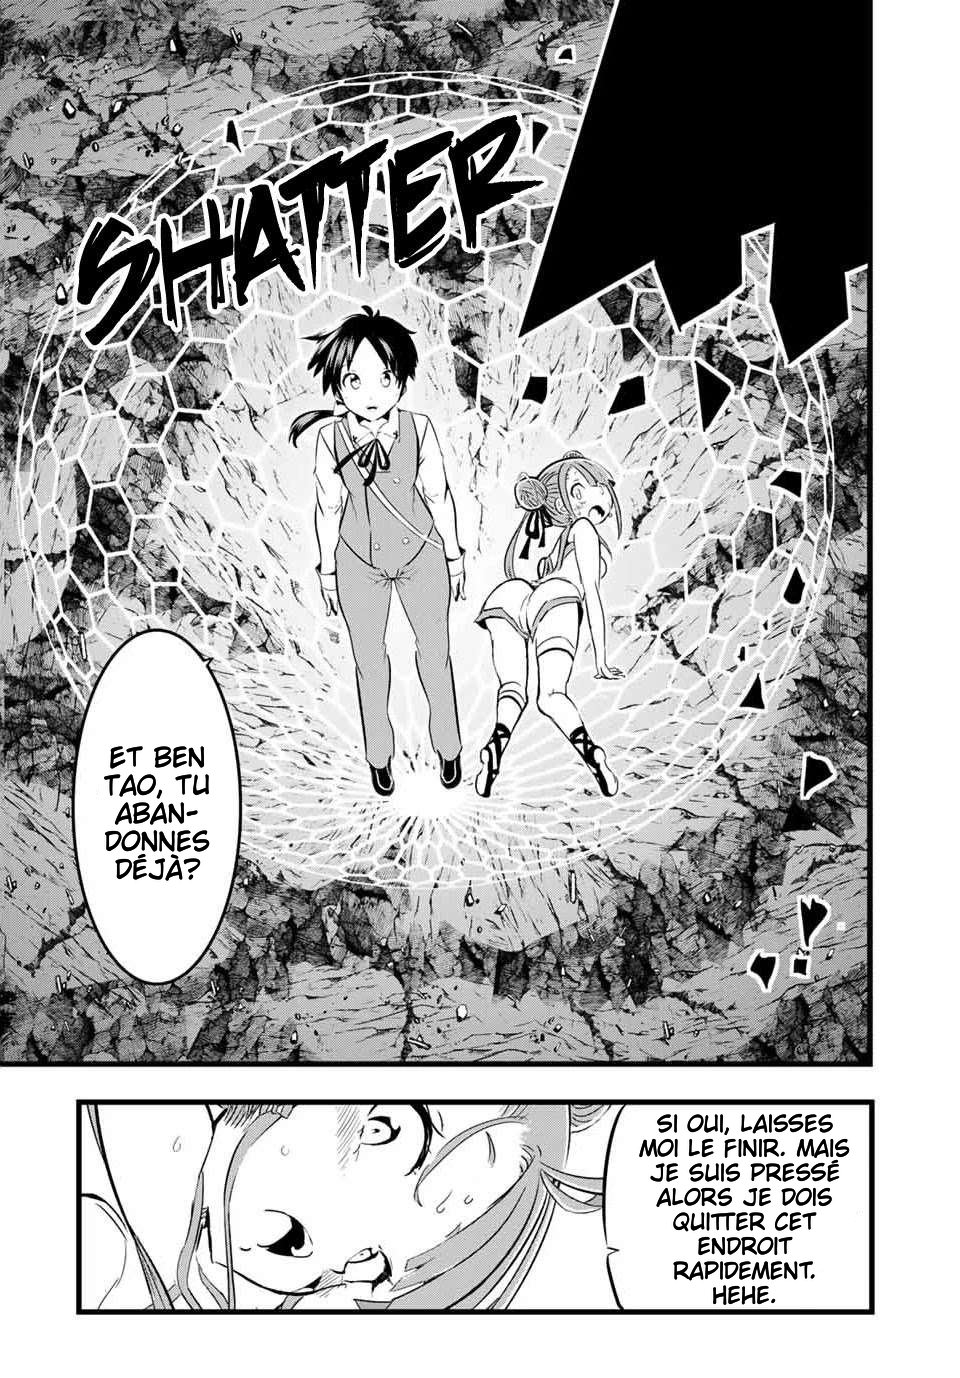 SHATTER
ET BEN
TAO, TU
ABAN-
DONNES
DÉJÀ?
SI OUI, LAISSES
MOI LE FINIR. MAIS
JE SUIS PRESSÉ
ALORS JE DOIS
QUITTER CET
ENDROIT
RAPIDEMENT.
HEHE.